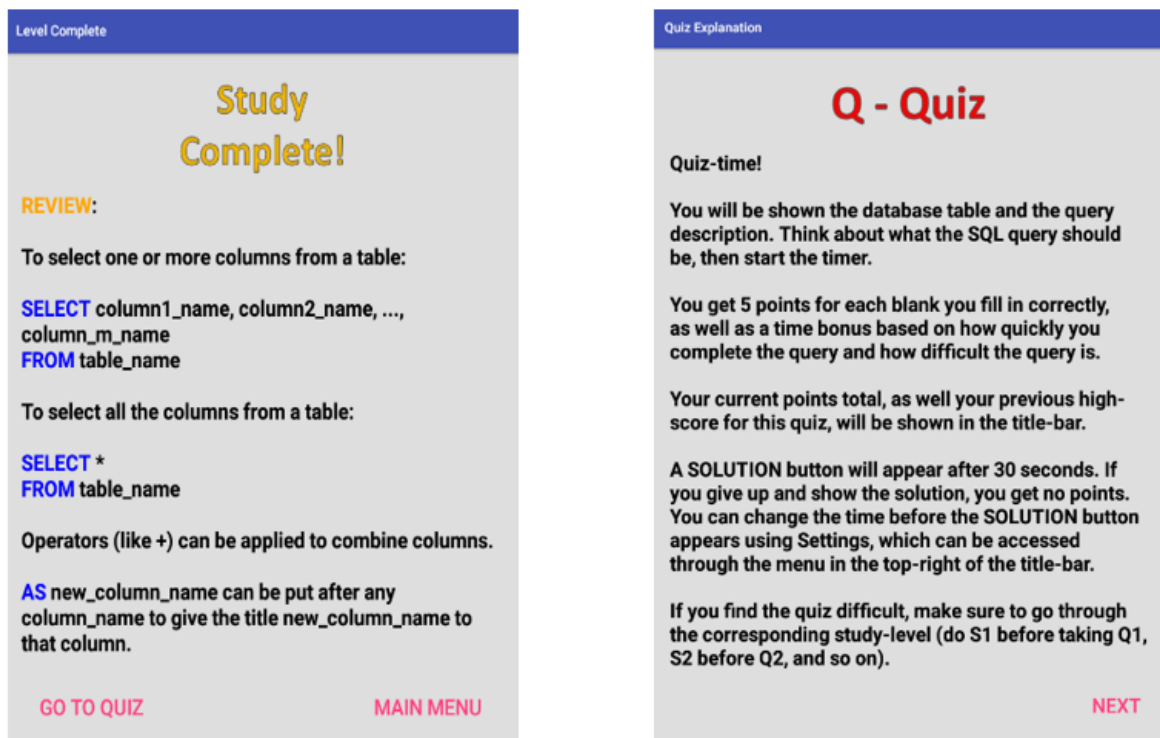 Level Complete
Study
Complete!
REVIEW:
To select one or more columns from a table:
SELECT column1_name, column2_name, ...,
column_m_name
FROM table_name
To select all the columns from a table:
SELECT *
FROM table_name
Operators (like +) can be applied to combine columns.
AS new_column_name can be put after any
column_name to give the title new_column_name to
that column.
GO TO QUIZ
MAIN MENU
Quiz Explanation
Q - Quiz
Quiz-time!
You will be shown the database table and the query
description. Think about what the SQL query should
be, then start the timer.
You get 5 points for each blank you fill in correctly,
as well as a time bonus based on how quickly you
complete the query and how difficult the query is.
Your current points total, as well your previous high-
score for this quiz, will be shown in the title-bar.
A SOLUTION button will appear after 30 seconds. If
you give up and show the solution, you get no points.
You can change the time before the SOLUTION button
appears using Settings, which can be accessed
through the menu in the top-right of the title-bar.
If you find the quiz difficult, make sure to go through
the corresponding study-level (do S1 before taking Q1,
S2 before Q2, and so on).
NEXT